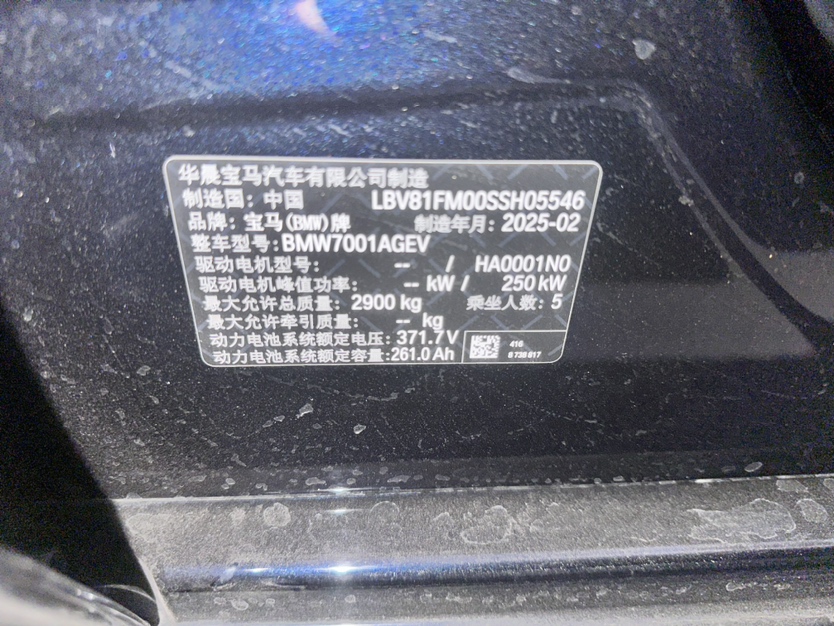 华晨宝马汽车有限公司制造
制造国：中国 LBV81FM00SSH05546
品牌：宝马(BMW)牌 制造年月：2025-02
整车型号：BMW7001AGEV
驱动电机型号： -- / HA0001N0
驱动电机峰值功率： -- kW / 250 kW
最大允许总质量：2900 kg 乘坐人数：5
最大允许牵引质量： -- kg
动力电池系统额定电压：371.7V
动力电池系统额定容量：261.0 Ah
416
8 738 817